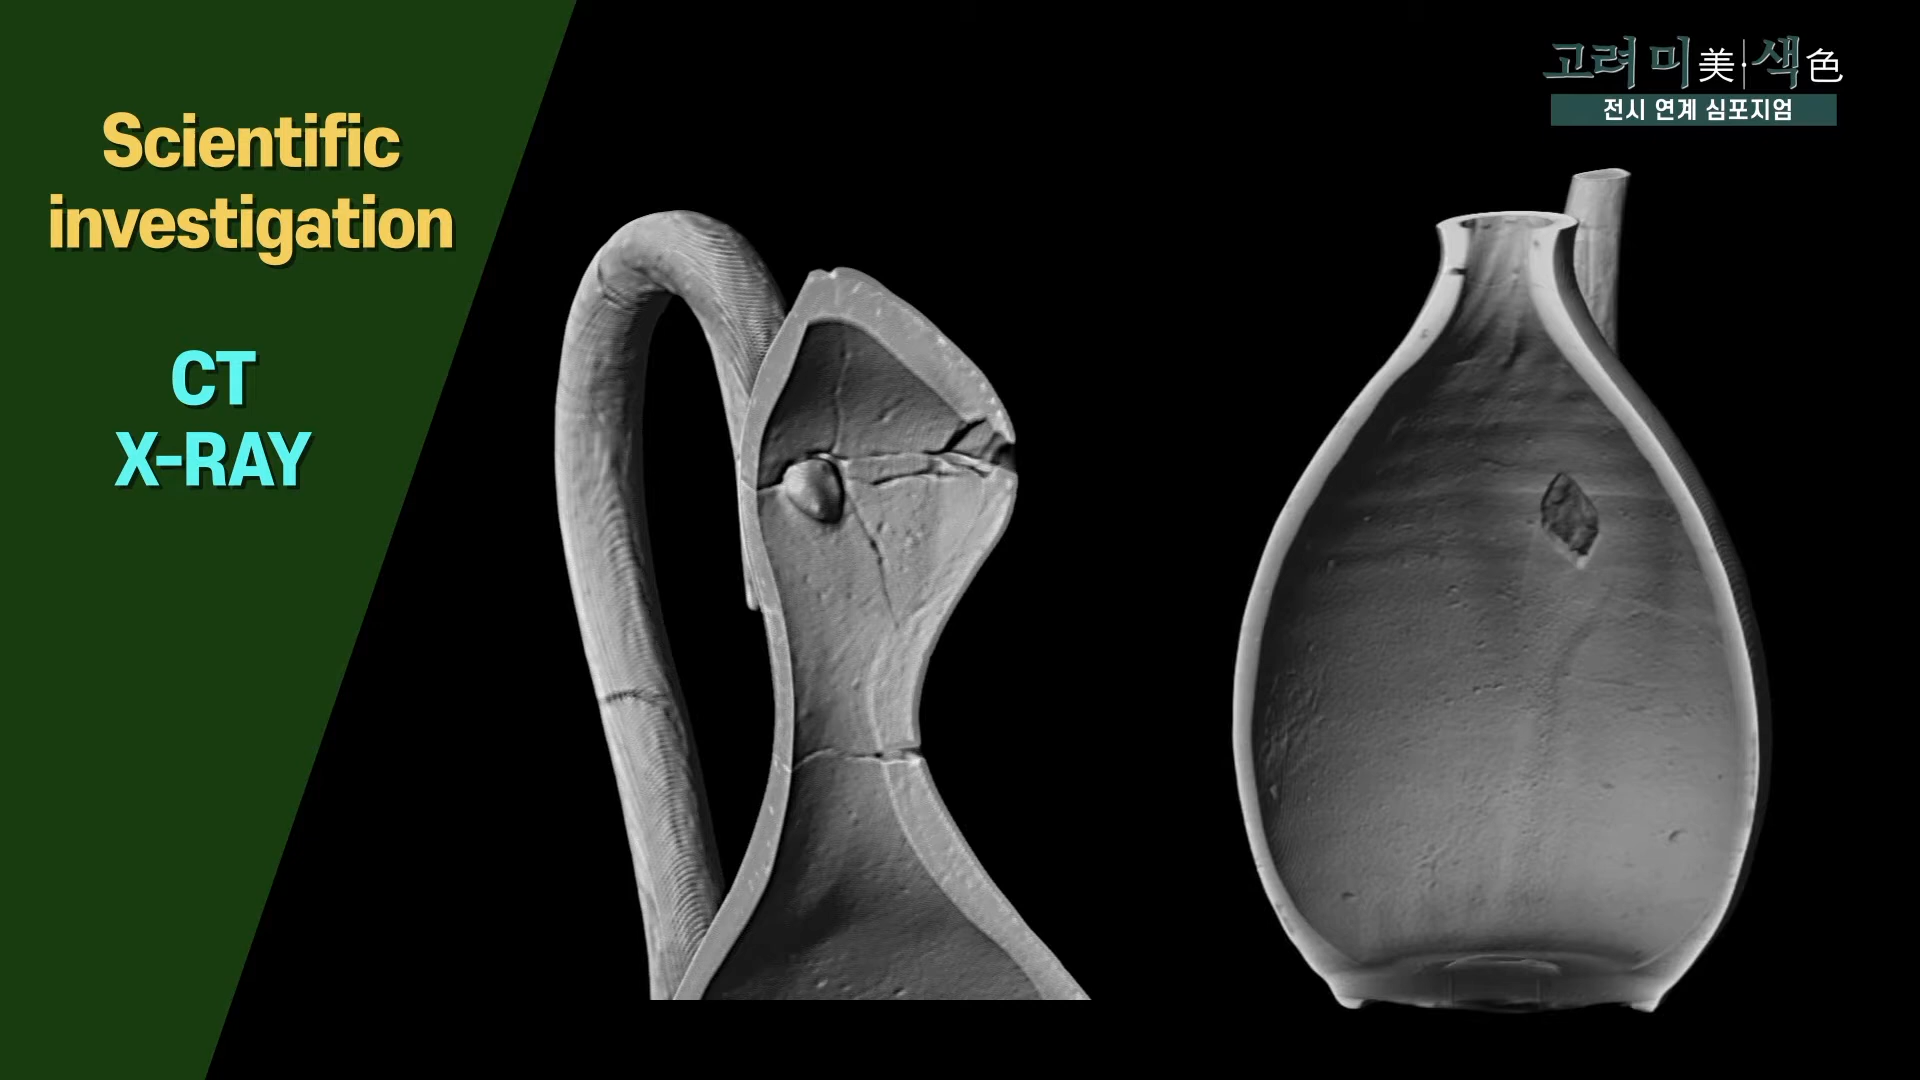 Scientific
investigation
CT
X-RAY
고려 미美·색色
전시 연계 심포지엄